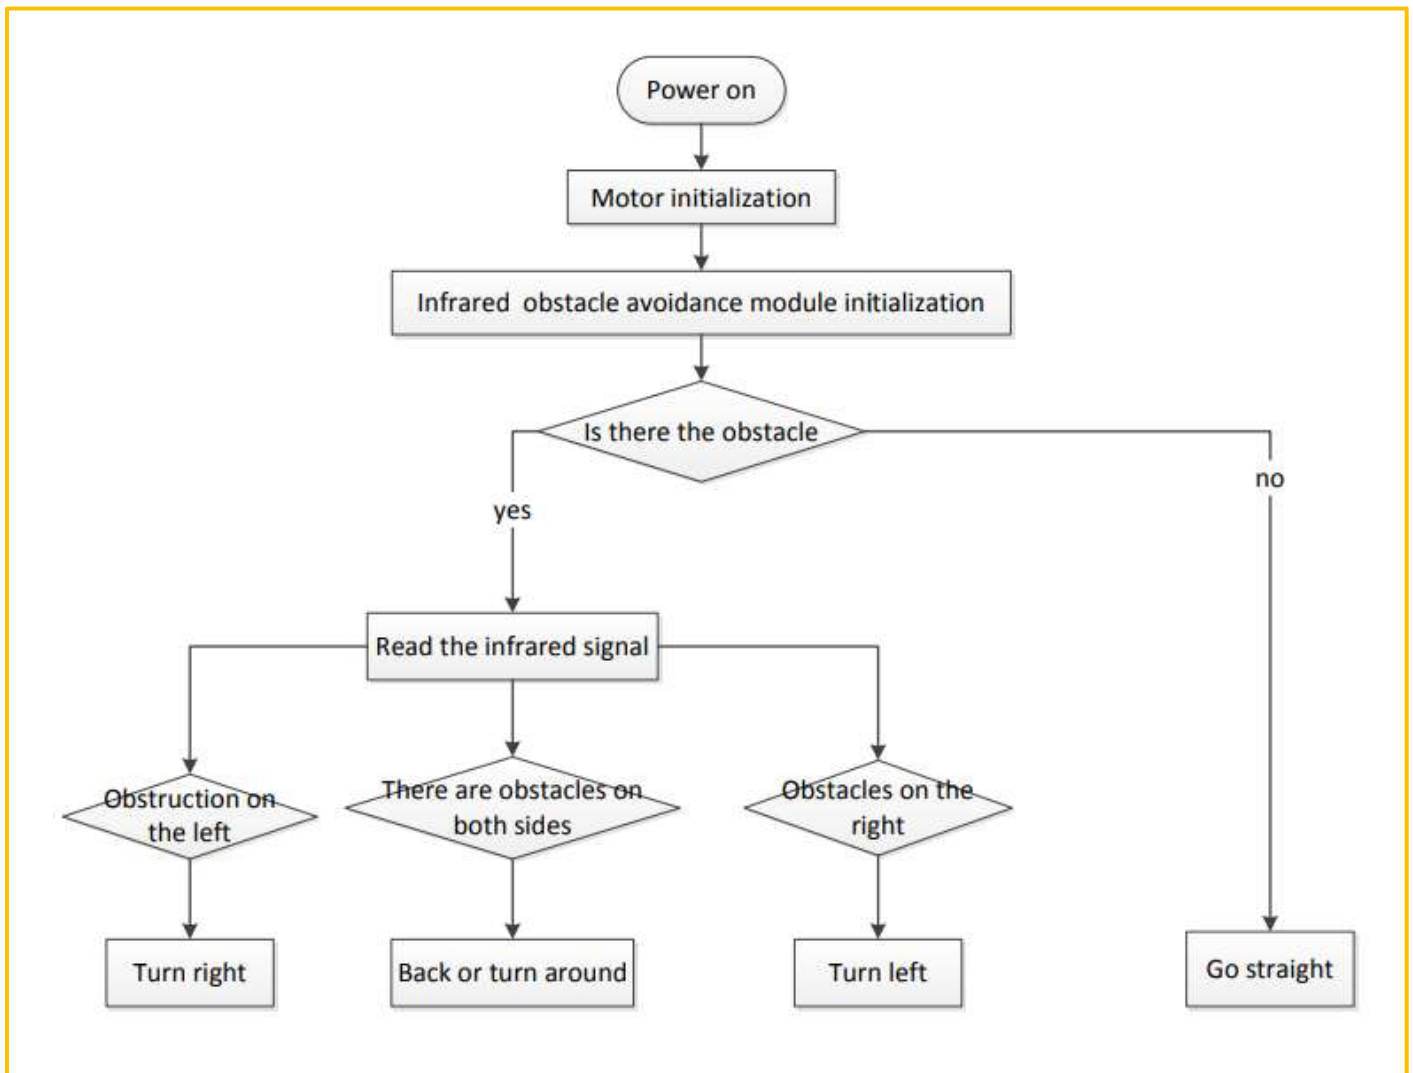 Power on
Motor initialization
Infrared obstacle avoidance module initialization
Is there the obstacle
yes
no
Read the infrared signal
Obstruction on
the left
There are obstacles on
both sides
Obstacles on the
right
Turn right
Back or turn around
Turn left
Go straight